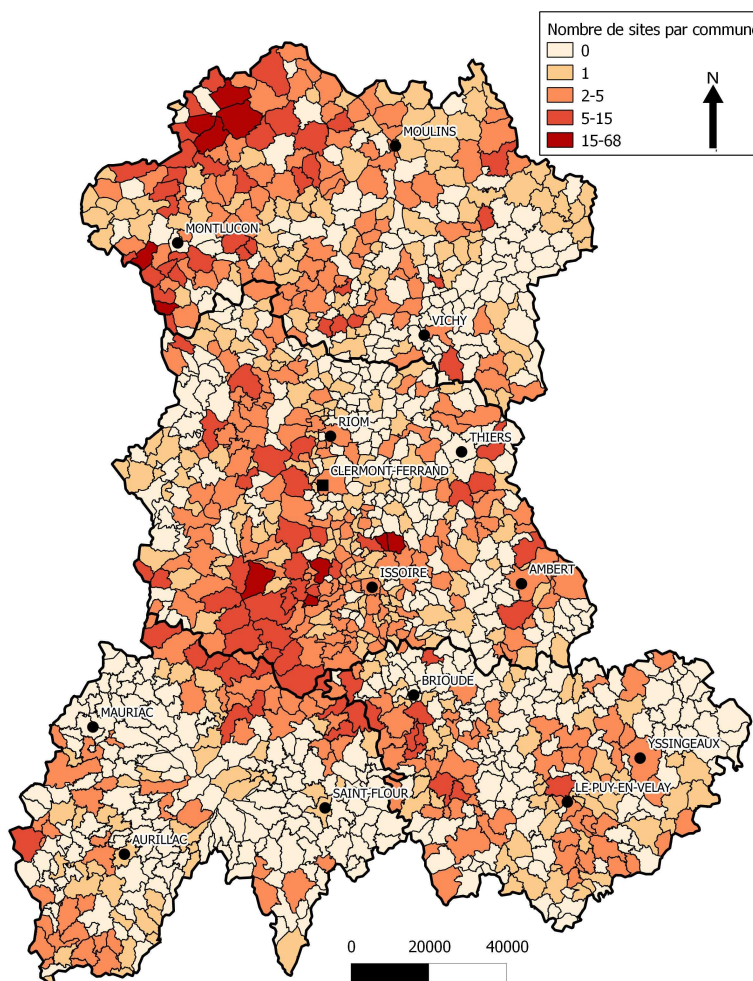 Nombre de sites par commune
0
1
2-5
5-15
15-68
N
MOULINS
MONTLUCON
VICHY
RIOM
THIERS
CLERMONT-FERRAND
ISSOIRE
AMBERT
BRIOUDE
MAURIAC
YSSINGEAUX
SAINT-FLOUR
LE-PUY-EN-VELAY
AURILLAC
0 20000 40000